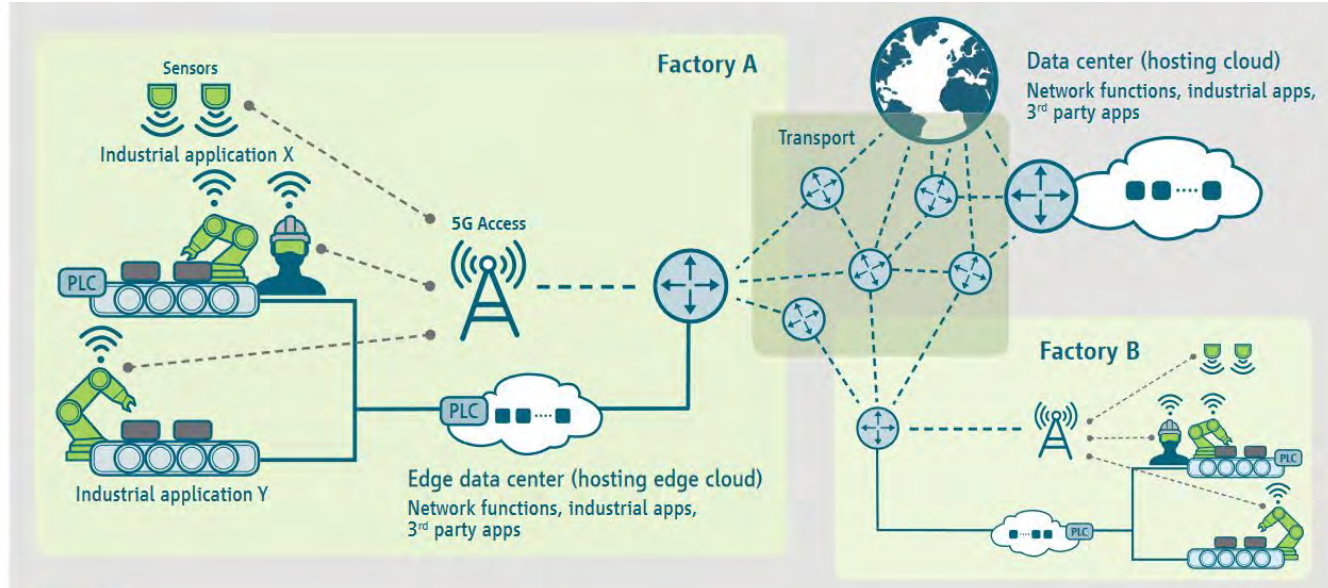 Factory A
Sensors
Industrial application X
PLC
5G Access
Industrial application Y
PLC
Edge data center (hosting edge cloud)
Network functions, industrial apps,
3rd party apps
Transport
Data center (hosting cloud)
Network functions, industrial apps,
3rd party apps
Factory B
PLC
PLC